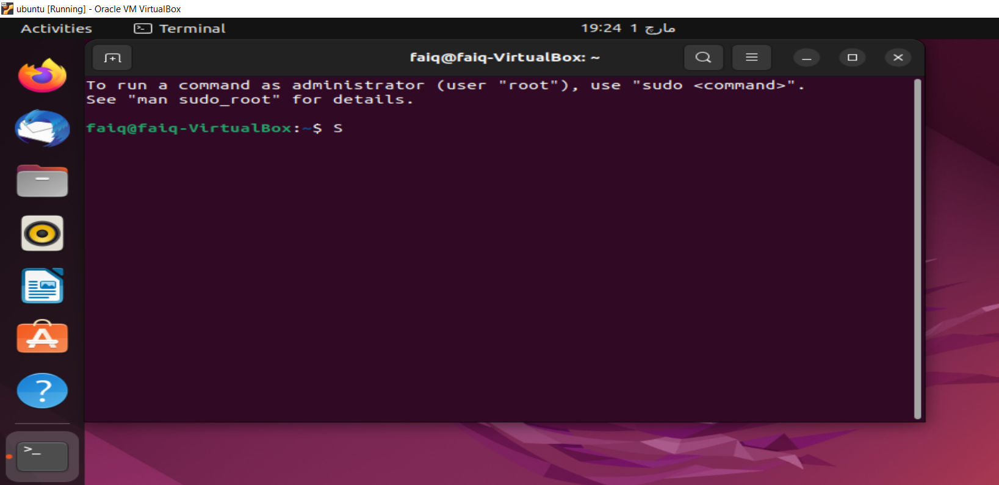 ubuntu [Running] - Oracle VM VirtualBox
Activities
Terminal
19:24 1 مارچ
faiq@faiq-VirtualBox: ~
To run a command as administrator (user "root"), use "sudo <command>".
See "man sudo_root" for details.
faiq@faiq-VirtualBox:~$ S